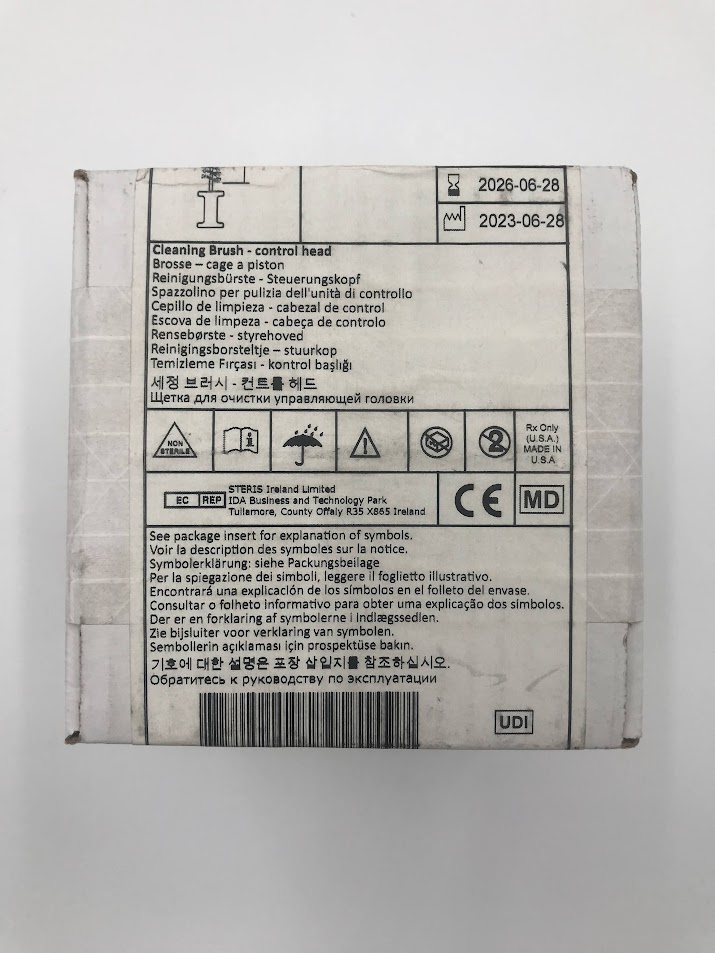 2026-06-28
2023-06-28
Cleaning Brush - control head
Brosse – cage a piston
Reinigungsbürste - Steuerungskopf
Spazzolino per pulizia dell'unità di controllo
Cepillo de limpieza - cabezal de control
Escova de limpeza - cabeça de controlo
Rensebørste - styrehoved
Reinigingsborsteltje – stuurkop
Temizleme Fırçası - kontrol başlığı
세정 브러시 - 컨트롤 헤드
Щетка для очистки управляющей головки
NON
STERILE
i
2
Rx Only
(U.S.A.)
MADE IN
U.S.A
EC REP
STERIS Ireland Limited
IDA Business and Technology Park
Tullamore, County Offaly R35 X865 Ireland
CE
MD
See package insert for explanation of symbols.
Voir la description des symboles sur la notice.
Symbolerklärung: siehe Packungsbeilage
Per la spiegazione dei simboli, leggere il foglietto illustrativo.
Encontrará una explicación de los símbolos en el folleto del envase.
Consultar o folheto informativo para obter uma explicação dos símbolos.
Der er en forklaring af symbolerne i indlægssedlen.
Zie bijsluiter voor verklaring van symbolen.
Sembollerin açıklaması için prospektüse bakın.
기호에 대한 설명은 포장 삽입지를 참조하십시오.
Обратитесь к руководству по эксплуатации
UDI